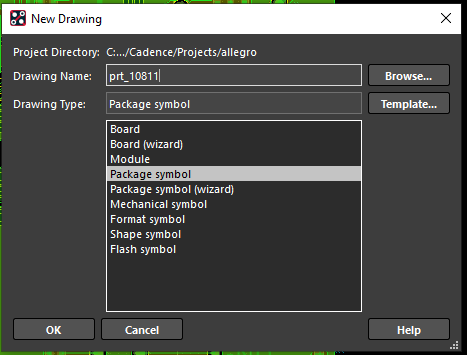 New Drawing
Project Directory: C:.../Cadence/Projects/allegro
Drawing Name: prt_10811 Browse...
Drawing Type: Package symbol Template...
Board
Board (wizard)
Module
Package symbol
Package symbol (wizard)
Mechanical symbol
Format symbol
Shape symbol
Flash symbol
OK Cancel Help